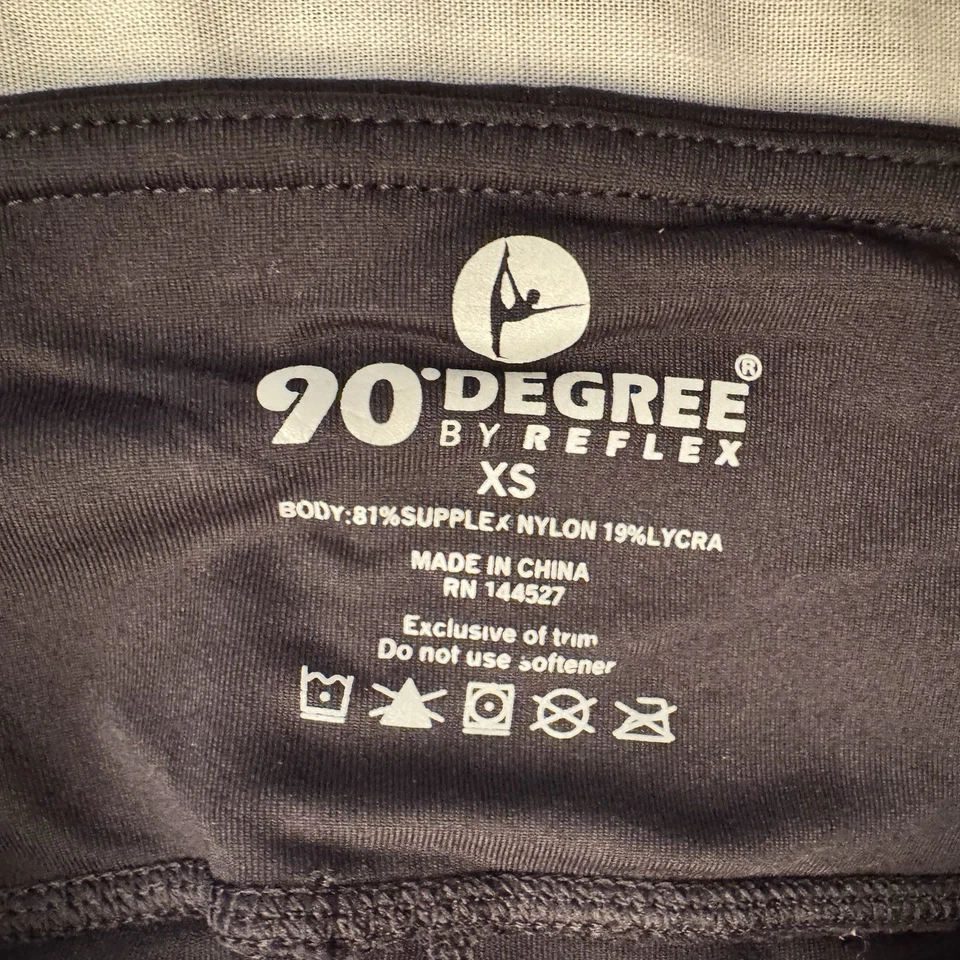 90°DEGREE®
BY REFLEX
XS
BODY:81%SUPPLEX NYLON 19%LYCRA
MADE IN CHINA
RN 144527
Exclusive of trim
Do not use softener